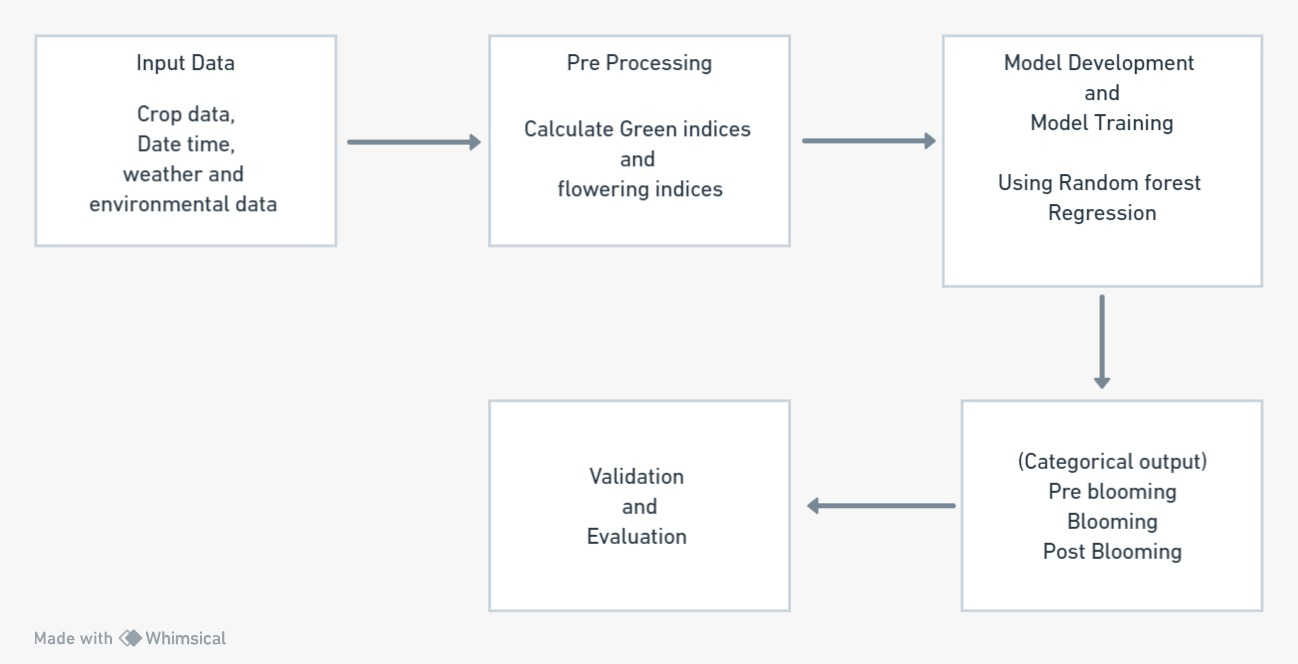 Input Data
Crop data,
Date time,
weather and
environmental data
Pre Processing
Calculate Green indices
and
flowering indices
Model Development
and
Model Training
Using Random forest
Regression
(Categorical output)
Pre blooming
Blooming
Post Blooming
Validation
and
Evaluation
Made with Whimsical